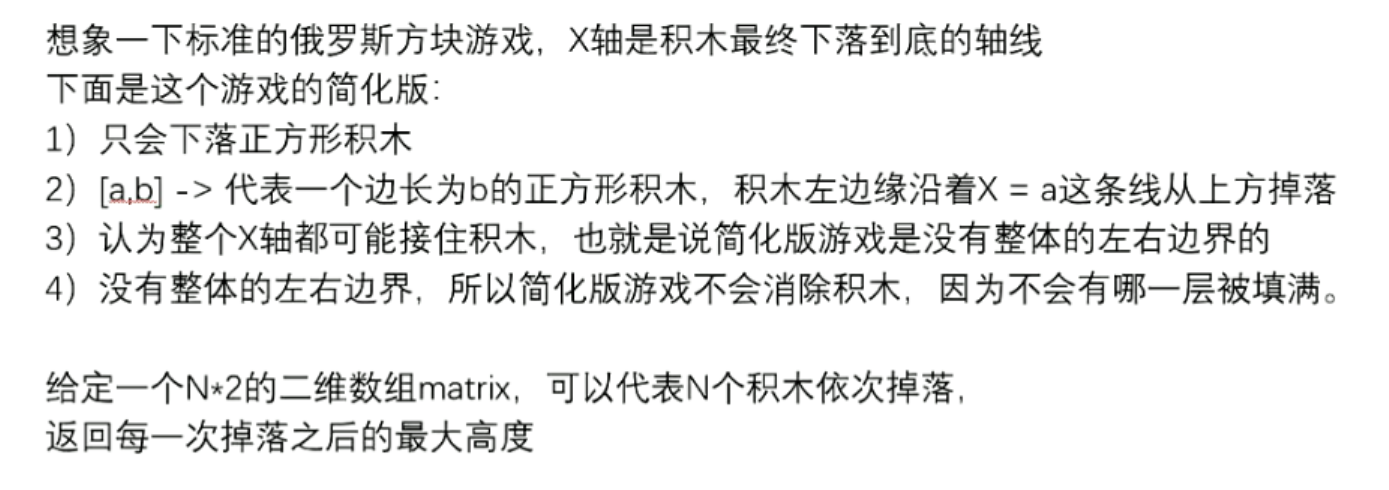 想象一下标准的俄罗斯方块游戏，X轴是积木最终下落到底的轴线
下面是这个游戏的简化版：
1）只会下落正方形积木
2）[a,b] -> 代表一个边长为b的正方形积木，积木左边缘沿着X = a这条线从上方掉落
3）认为整个X轴都可能接住积木，也就是说简化版游戏是没有整体的左右边界的
4）没有整体的左右边界，所以简化版游戏不会消除积木，因为不会有哪一层被填满。
给定一个N*2的二维数组matrix，可以代表N个积木依次掉落，
返回每一次掉落之后的最大高度